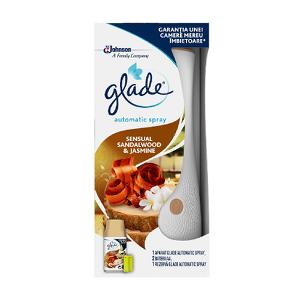 SC Johnson
A Family Company
GARANȚIA UNEI
CAMERE MEREU
ÎMBIETOARE*
glade
automatic spray
SENSUAL
SANDALWOOD
& JASMINE
1 APARAT GLADE AUTOMATIC SPRAY,
2 BATERII AA,
1 REZERVĂ GLADE AUTOMATIC SPRAY